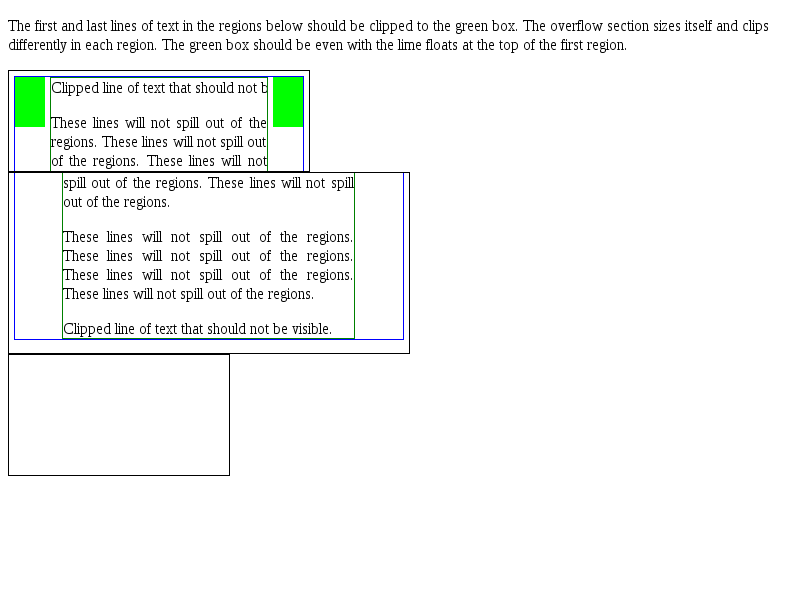 The first and last lines of text in the regions below should be clipped to the green box. The overflow section sizes itself and clips
differently in each region. The green box should be even with the lime floats at the top of the first region.
Clipped line of text that should not b
These lines will not spill out of the
regions. These lines will not spill out
of the regions. These lines will not
spill out of the regions. These lines will not spill
out of the regions.
These lines will not spill out of the regions.
These lines will not spill out of the regions.
These lines will not spill out of the regions.
These lines will not spill out of the regions.
Clipped line of text that should not be visible.